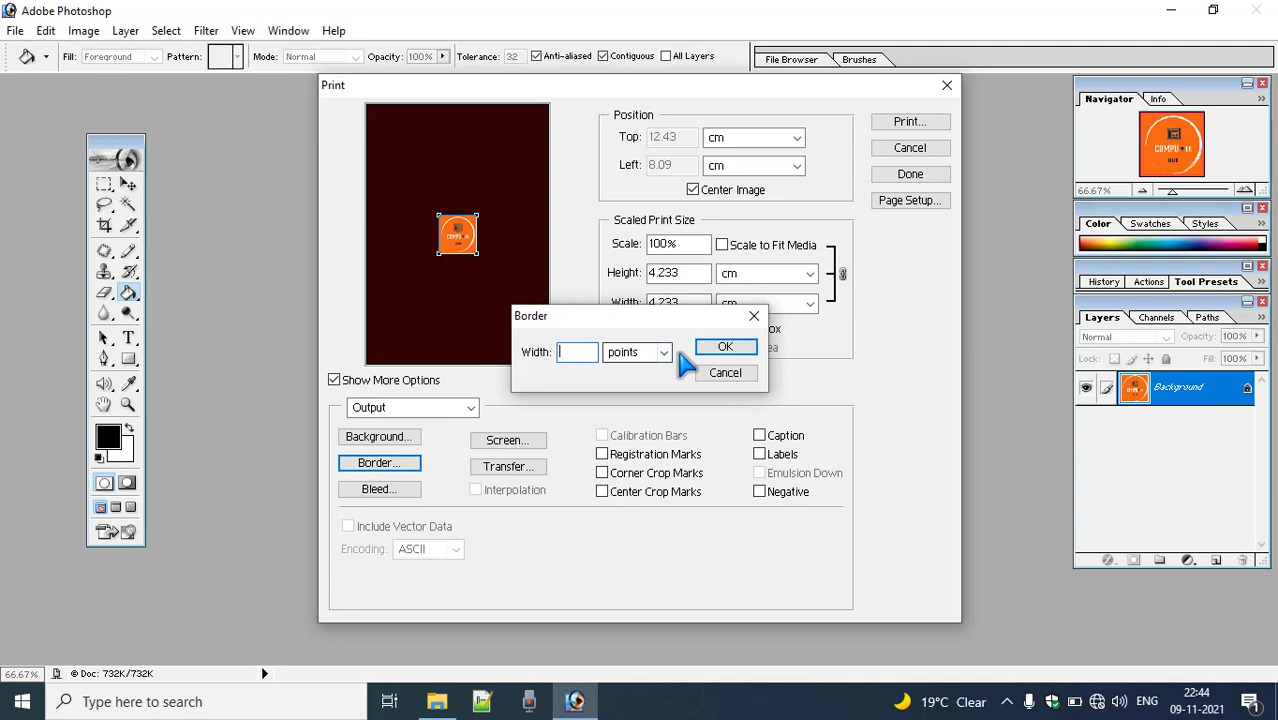 Adobe Photoshop
File Edit Image Layer Select Filter View Window Help
Fill: Foreground Pattern: Mode: Normal Opacity: 100% Tolerance: 32 Anti-aliased Contiguous All Layers File Browser Brushes
Print
Position
Top: 12.43 cm
Left: 8.09 cm
Center Image
Print...
Cancel
Done
Page Setup...
Scaled Print Size
Scale: 100% Scale to Fit Media
Height: 4.233 cm
Width: 4.233 cm
Border
Width: points
OK
Cancel
Show More Options
Output
Background...
Border...
Bleed...
Screen...
Transfer...
Interpolation
Calibration Bars
Registration Marks
Corner Crop Marks
Center Crop Marks
Caption
Labels
Emulsion Down
Negative
Include Vector Data
Encoding: ASCII
Navigator Info
66.67%
Color Swatches Styles
History Actions Tool Presets
Layers Channels Paths
Normal Opacity: 100%
Lock: Fill: 100%
Background
66.67% Doc: 732K/732K
Type here to search
19°C Clear
ENG
22:44
09-11-2021